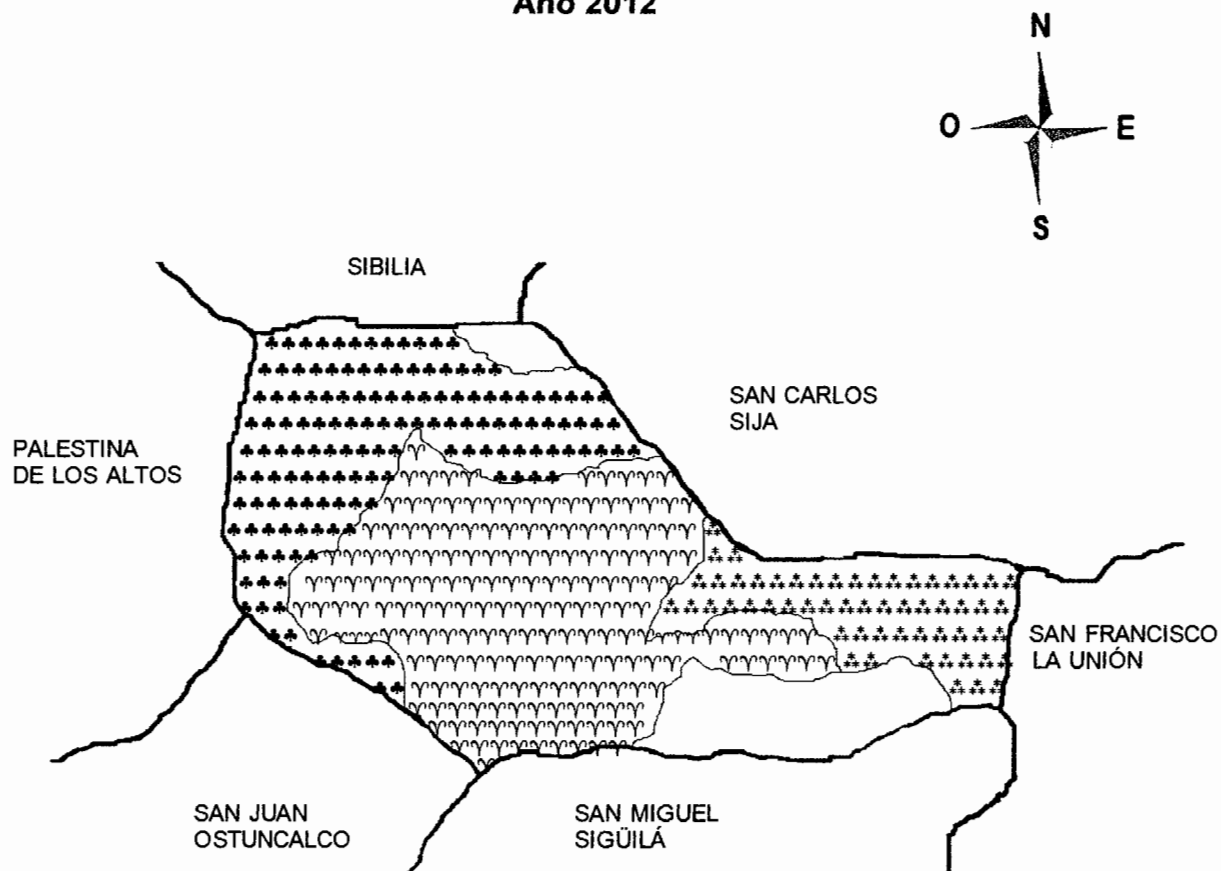 Año 2012
N
O
E
S
SIBILIA
SAN CARLOS
SIJA
PALESTINA
DE LOS ALTOS
SAN FRANCISCO
LA UNIÓN
SAN JUAN
OSTUNCALCO
SAN MIGUEL
SIGÜILÁ